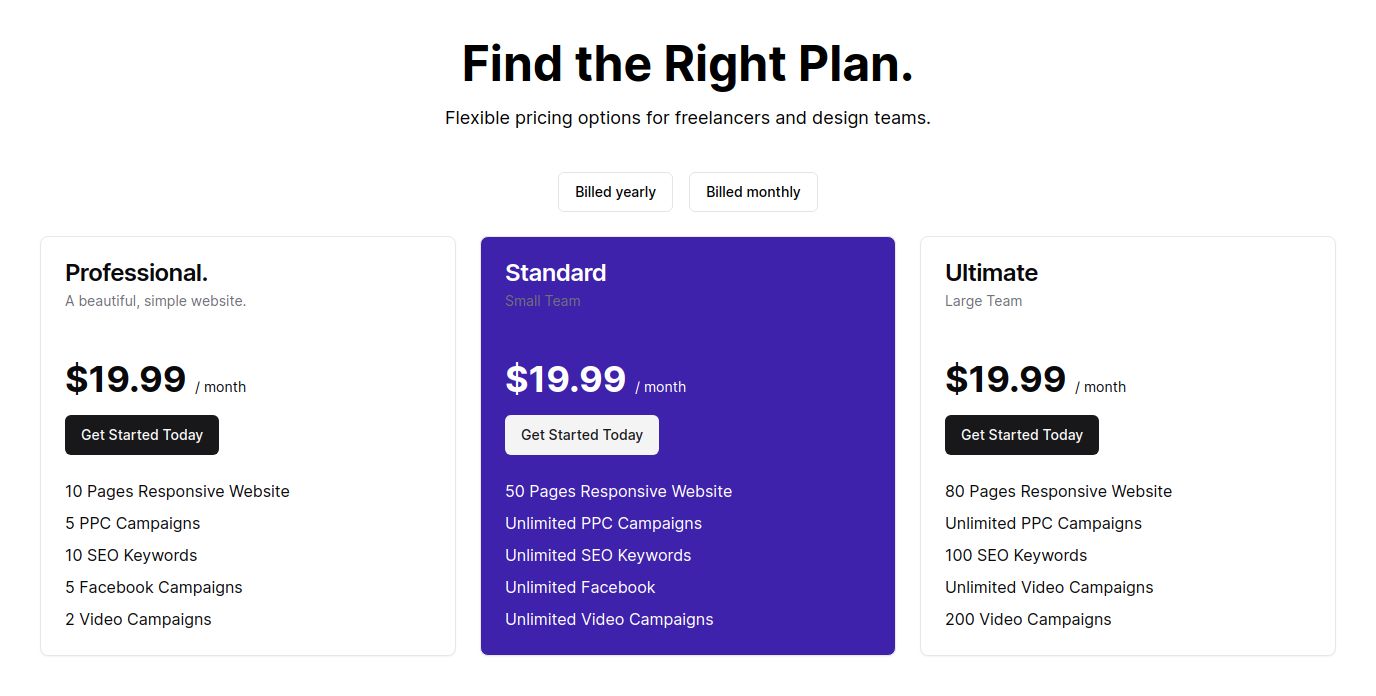 Find the Right Plan.
Flexible pricing options for freelancers and design teams.
Billed yearly
Billed monthly
Professional.
A beautiful, simple website.
$19.99 / month
Get Started Today
10 Pages Responsive Website
5 PPC Campaigns
10 SEO Keywords
5 Facebook Campaigns
2 Video Campaigns
Standard
Small Team
$19.99 / month
Get Started Today
50 Pages Responsive Website
Unlimited PPC Campaigns
Unlimited SEO Keywords
Unlimited Facebook
Unlimited Video Campaigns
Ultimate
Large Team
$19.99 / month
Get Started Today
80 Pages Responsive Website
Unlimited PPC Campaigns
100 SEO Keywords
Unlimited Video Campaigns
200 Video Campaigns